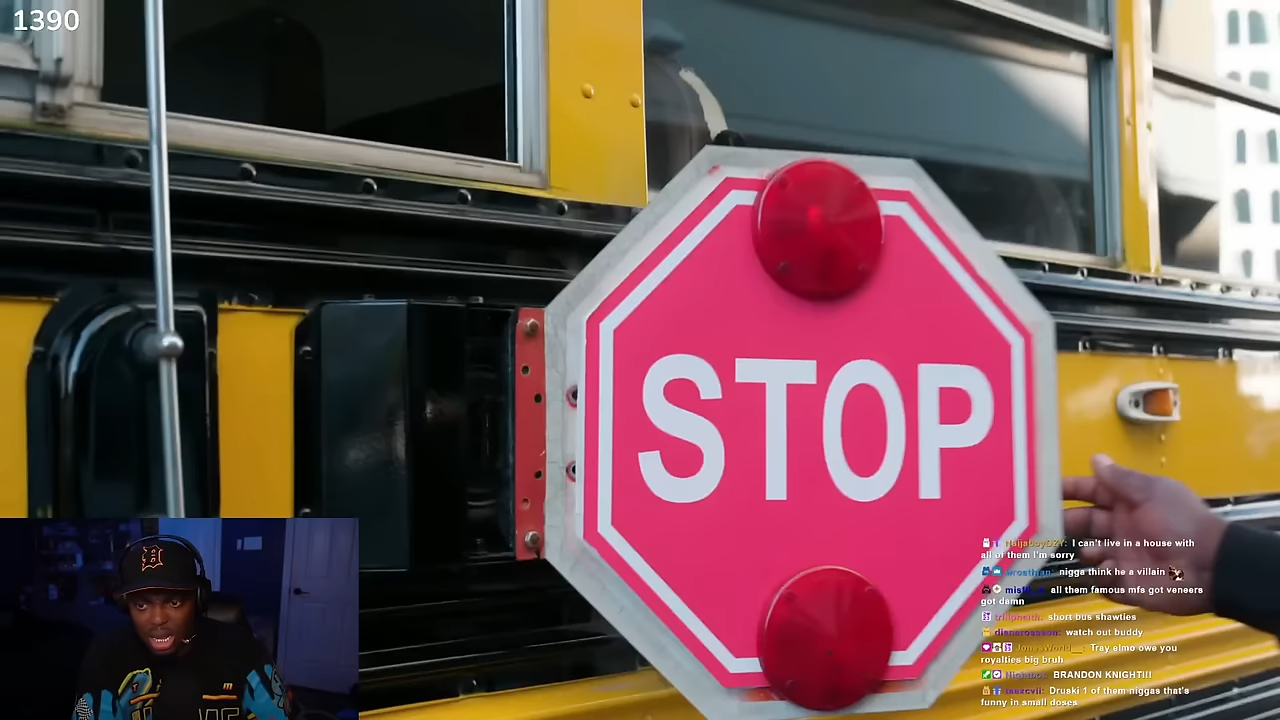 1390
STOP
I can't live in a house with
all of them I'm sorry
nigga think he a villain
all them famous mfs got veneers
got damn
short bus shawties
watch out buddy
Tray elmo owe you
royalties big bruh
Nightbot: BRANDON KNIGHT!!!
Druski 1 of them niggas that's
funny in small doses